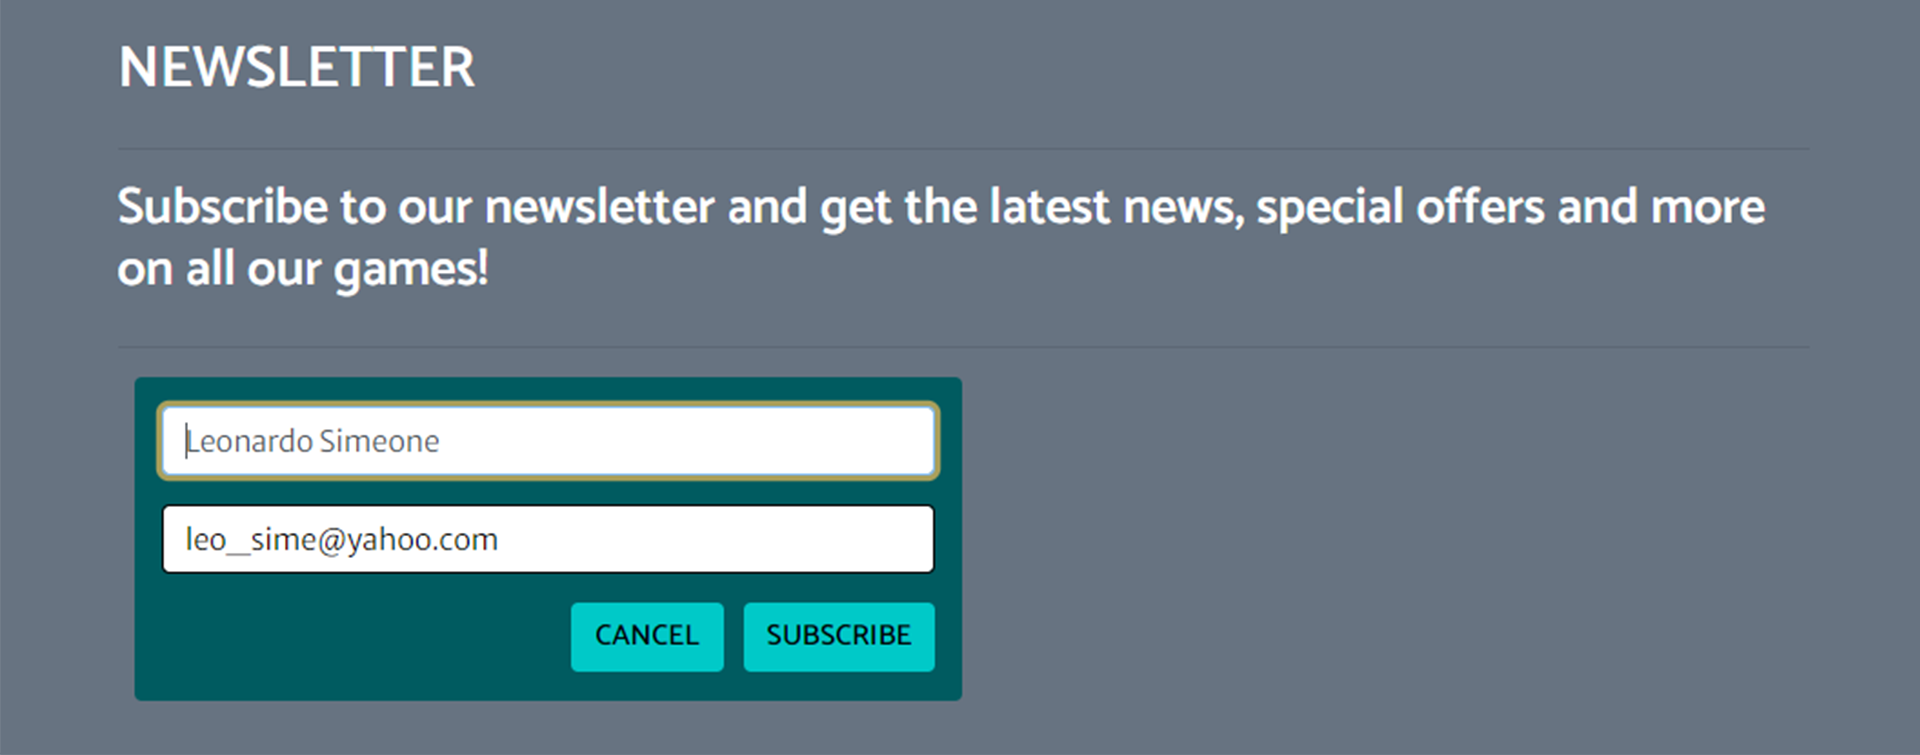 NEWSLETTER
Subscribe to our newsletter and get the latest news, special offers and more
on all our games!
Leonardo Simeone
leo__sime@yahoo.com
CANCEL SUBSCRIBE